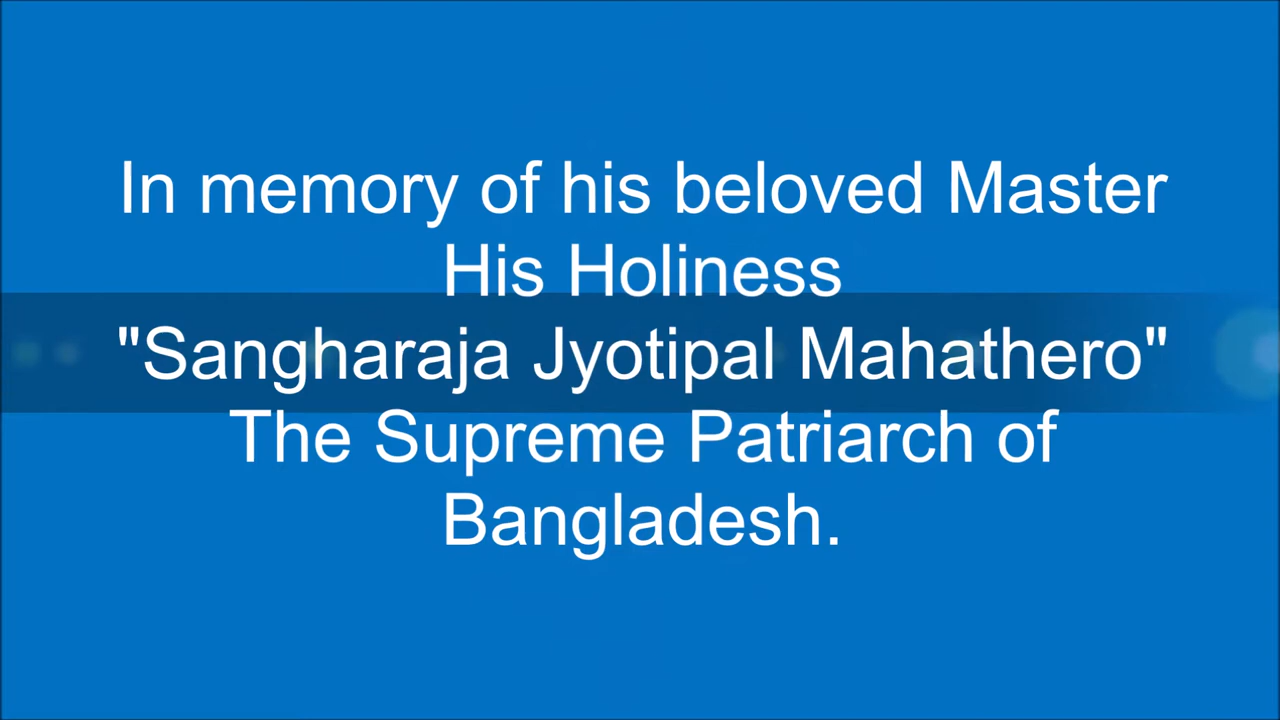 In memory of his beloved Master
His Holiness
"Sangharaja Jyotipal Mahathero"
The Supreme Patriarch of
Bangladesh.